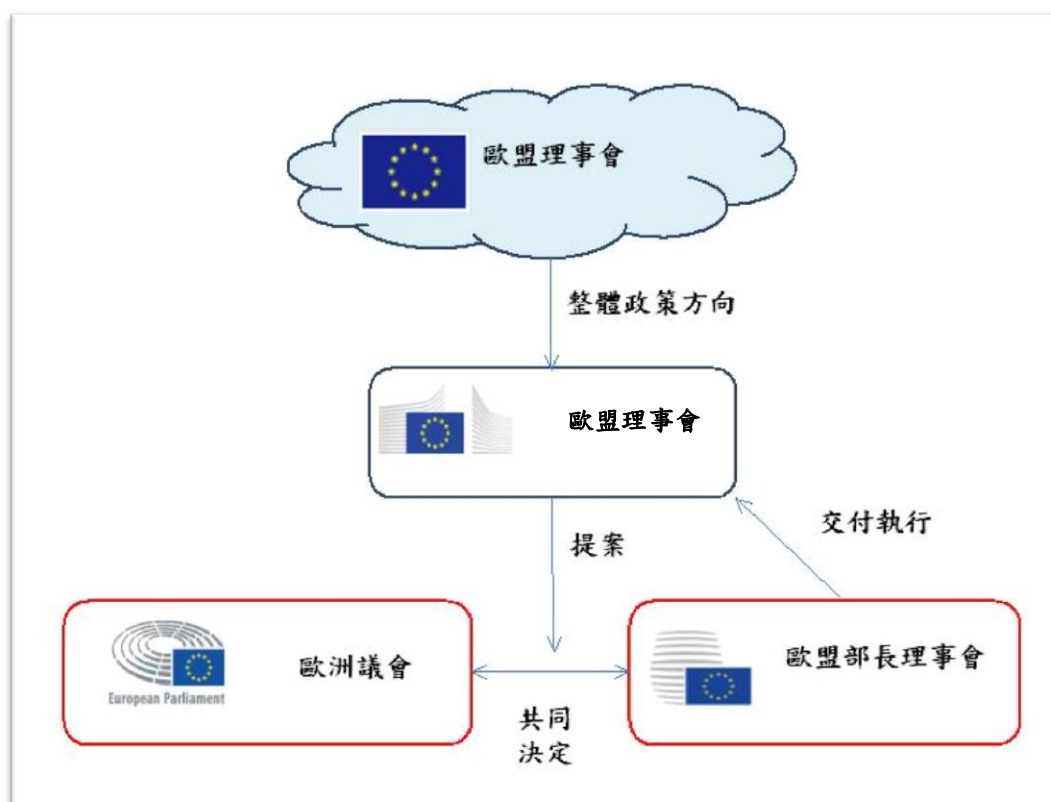 歐盟理事會
整體政策方向
歐盟理事會
提案
交付執行
歐洲議會
European Parliament
歐盟部長理事會
共同
決定